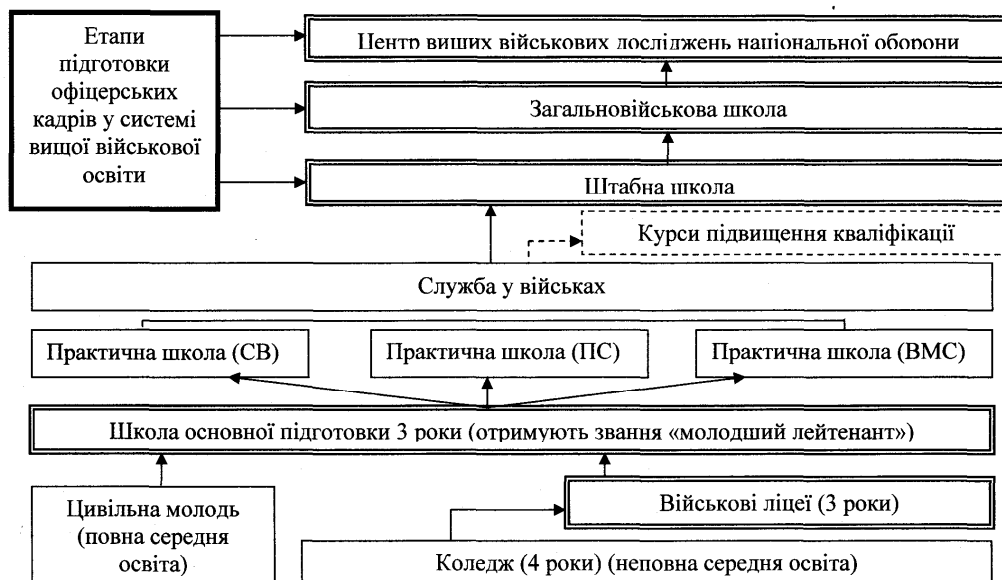 Етапи
підготовки
офіцерських
кадрів у системі
вищої військової
освіти
Центр вищих військових досліджень національної оборони
Загальновійськова школа
Штабна школа
Курси підвищення кваліфікації
Служба у військах
Практична школа (СВ)
Практична школа (ПС)
Практична школа (ВМС)
Школа основної підготовки 3 роки (отримують звання «молодший лейтенант»)
Цивільна молодь
(повна середня
освіта)
Військові ліцеї (3 роки)
Коледж (4 роки) (неповна середня освіта)